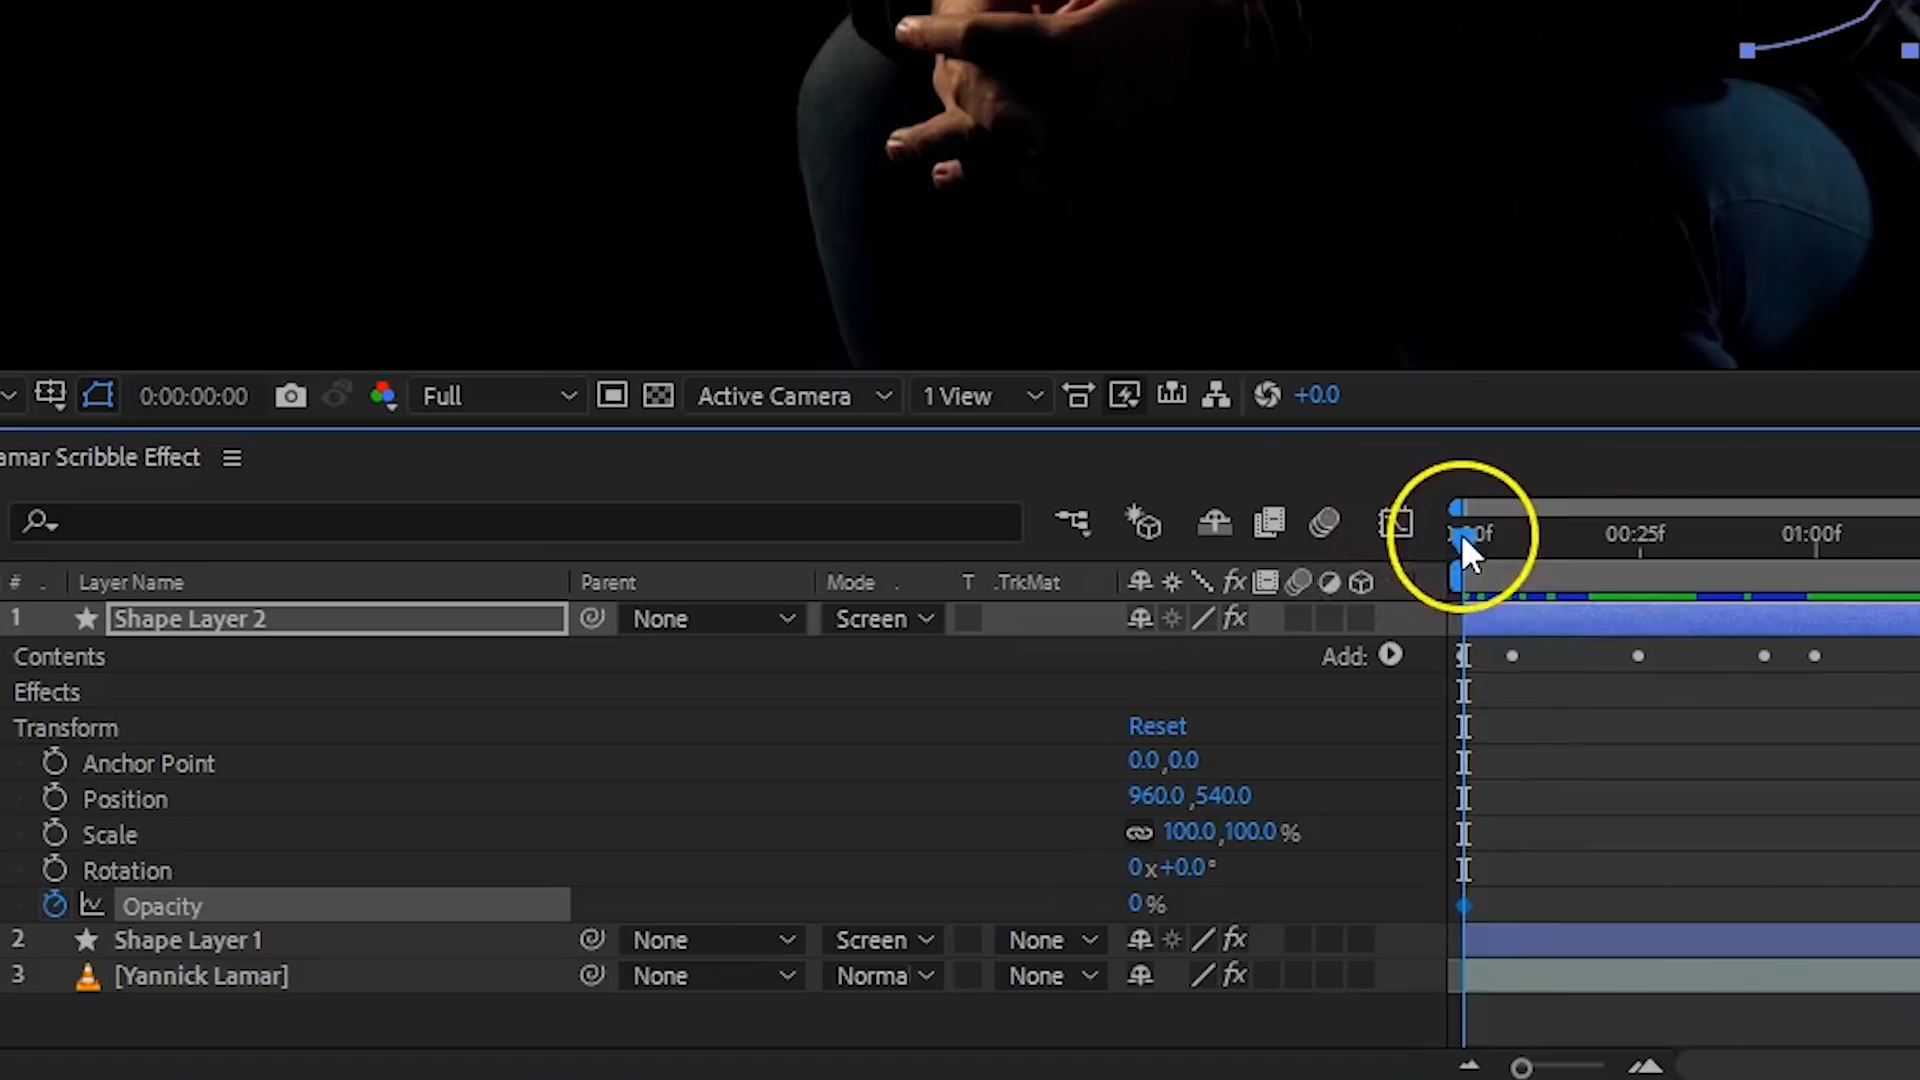 0:00:00:00 Full Active Camera 1 View +0.0
amar Scribble Effect
00:25f 01:00f
# . Layer Name Parent Mode . T .TrkMat
1 Shape Layer 2 None Screen
Contents Add:
Effects
Transform Reset
Anchor Point 0.0 ,0.0
Position 960.0 ,540.0
Scale 100.0 ,100.0 %
Rotation 0 x +0.0 °
Opacity 0 %
2 Shape Layer 1 None Screen None
3 [Yannick Lamar] None Norma None